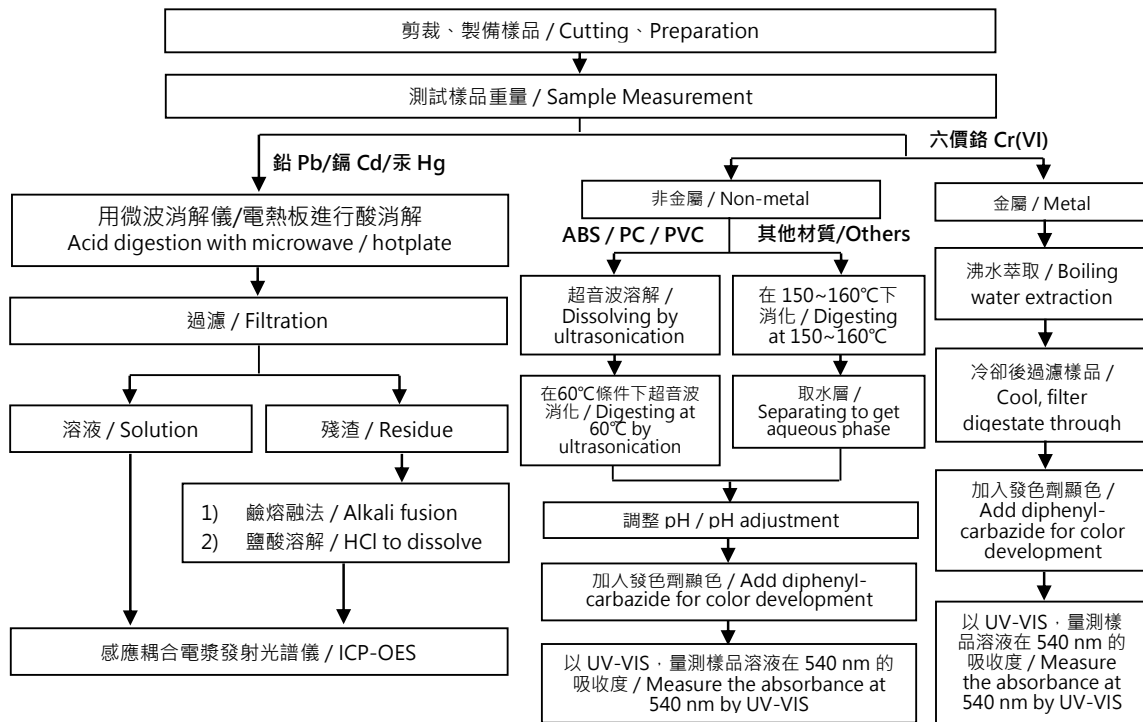 剪裁、製備樣品 / Cutting、Preparation
測試樣品重量 / Sample Measurement
六價鉻 Cr(VI)
鉛 Pb/鎘 Cd/汞 Hg
用微波消解儀/電熱板進行酸消解
Acid digestion with microwave / hotplate
過濾 / Filtration
溶液 / Solution
殘渣 / Residue
1) 鹼熔融法 / Alkali fusion
2) 鹽酸溶解 / HCl to dissolve
感應耦合電漿發射光譜儀 / ICP-OES
非金屬 / Non-metal
ABS / PC / PVC
其他材質/Others
超音波溶解 /
Dissolving by
ultrasonication
在 150~160℃下
消化 / Digesting
at 150~160℃
在60℃條件下超音波
消化 / Digesting at
60℃ by
ultrasonication
取水層 /
Separating to get
aqueous phase
調整 pH / pH adjustment
加入發色劑顯色 / Add diphenyl-
carbazide for color development
以 UV-VIS，量測樣品溶液在 540 nm 的
吸收度 / Measure the absorbance at
540 nm by UV-VIS
金屬 / Metal
沸水萃取 / Boiling
water extraction
冷卻後過濾樣品 /
Cool, filter
digestate through
加入發色劑顯色 /
Add diphenyl-
carbazide for color
development
以 UV-VIS，量測樣
品溶液在 540 nm 的
吸收度 / Measure
the absorbance at
540 nm by UV-VIS